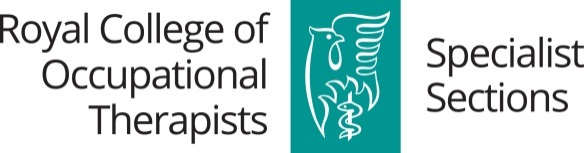 Royal College of
Occupational
Therapists
Specialist
Sections